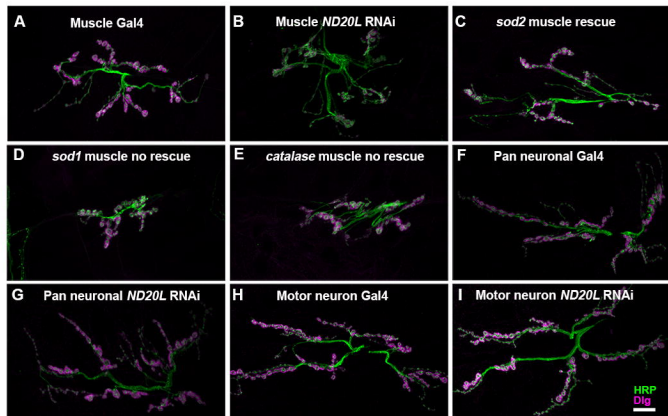 A Muscle Gal4
B Muscle ND20L RNAi
C sod2 muscle rescue
D sod1 muscle no rescue
E catalase muscle no rescue
F Pan neuronal Gal4
G Pan neuronal ND20L RNAi
H Motor neuron Gal4
I Motor neuron ND20L RNAi
HRP
Dlg